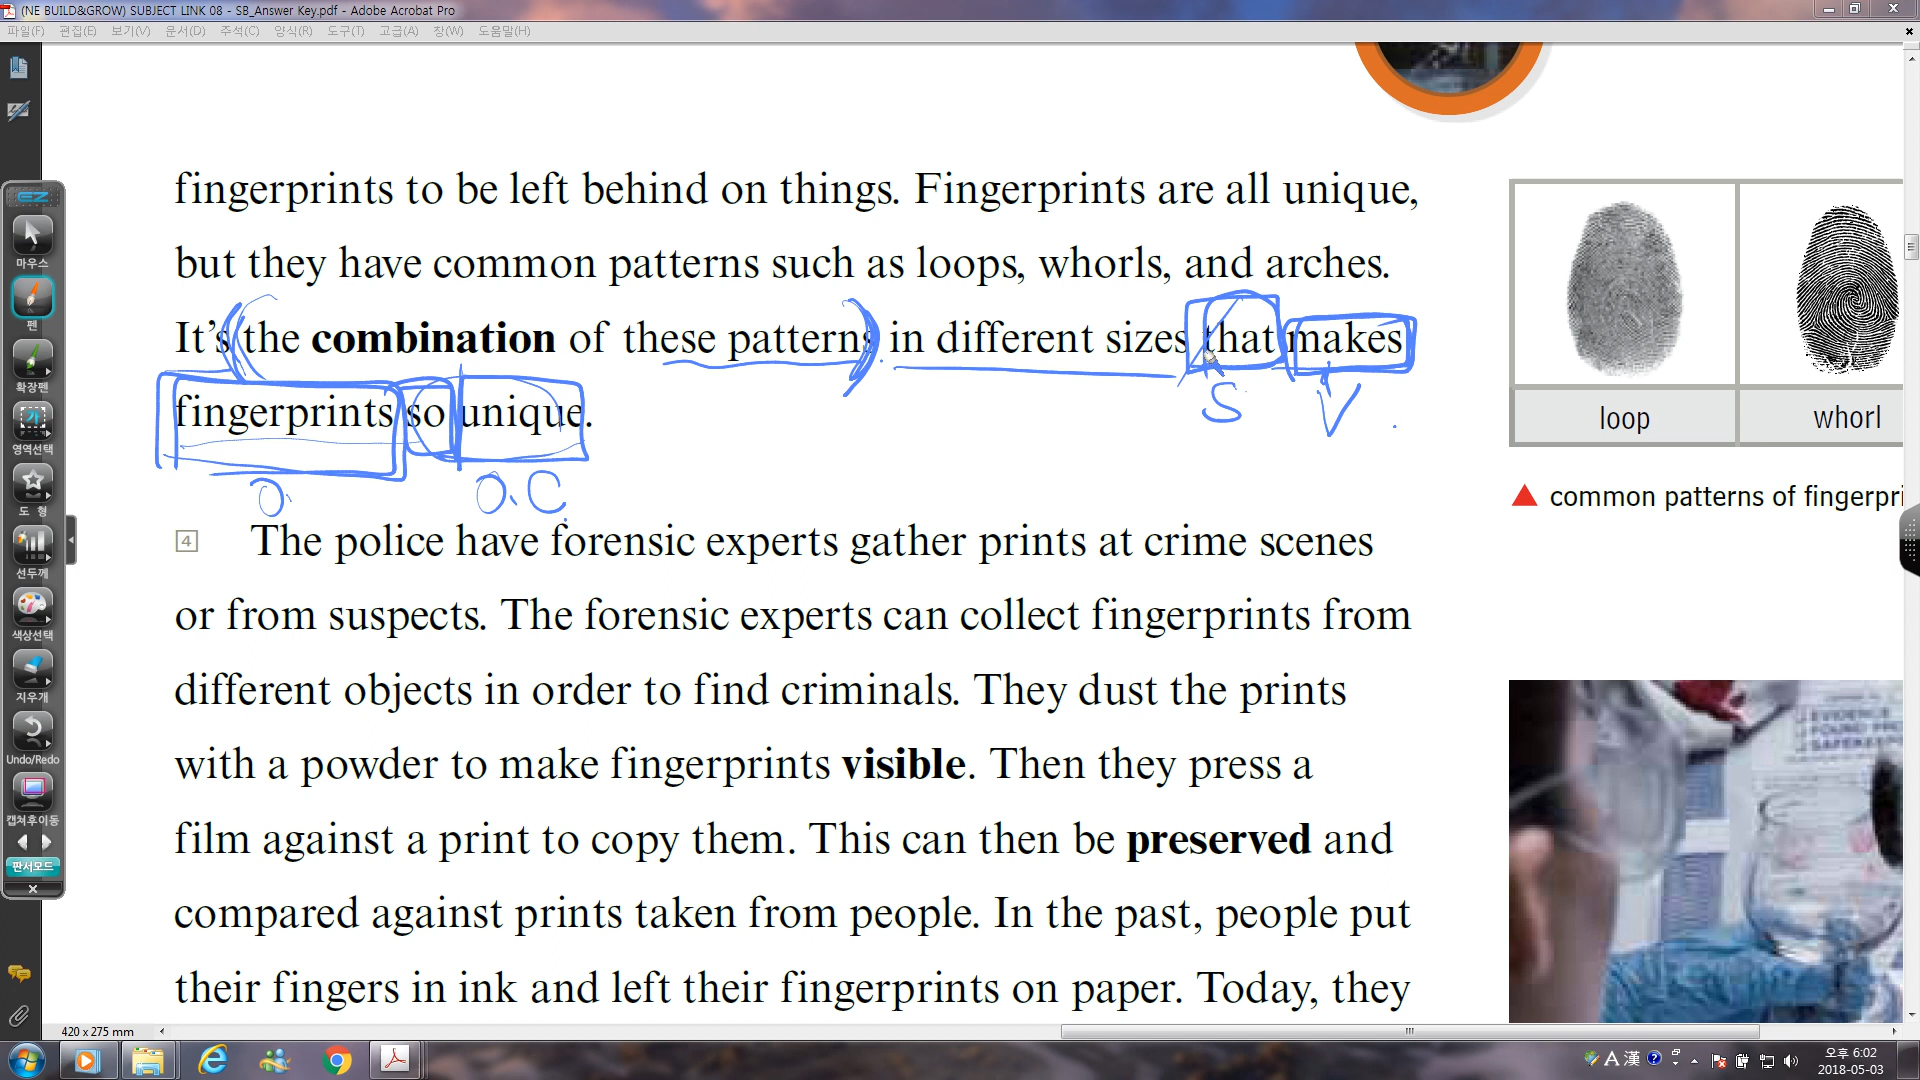 (NE BUILD&GROW) SUBJECT LINK 08 - SB_Answer Key.pdf - Adobe Acrobat Pro
파일(F) 편집(E) 보기(V) 문서(D) 주석(C) 양식(R) 도구(T) 고급(A) 창(W) 도움말(H)
fingerprints to be left behind on things. Fingerprints are all unique,
but they have common patterns such as loops, whorls, and arches.
It's the combination of these patterns in different sizes that makes
S V
fingerprints so unique.
O. O.C
4 The police have forensic experts gather prints at crime scenes
or from suspects. The forensic experts can collect fingerprints from
different objects in order to find criminals. They dust the prints
with a powder to make fingerprints visible. Then they press a
film against a print to copy them. This can then be preserved and
compared against prints taken from people. In the past, people put
their fingers in ink and left their fingerprints on paper. Today, they
loop whorl
common patterns of fingerpri
EVIDENCE
EZ
마우스
펜
확장펜
영역선택
도 형
선두께
색상선택
지우개
Undo/Redo
캡쳐후이동
판서모드
420 x 275 mm
A 漢
오후 6:02
2018-05-03